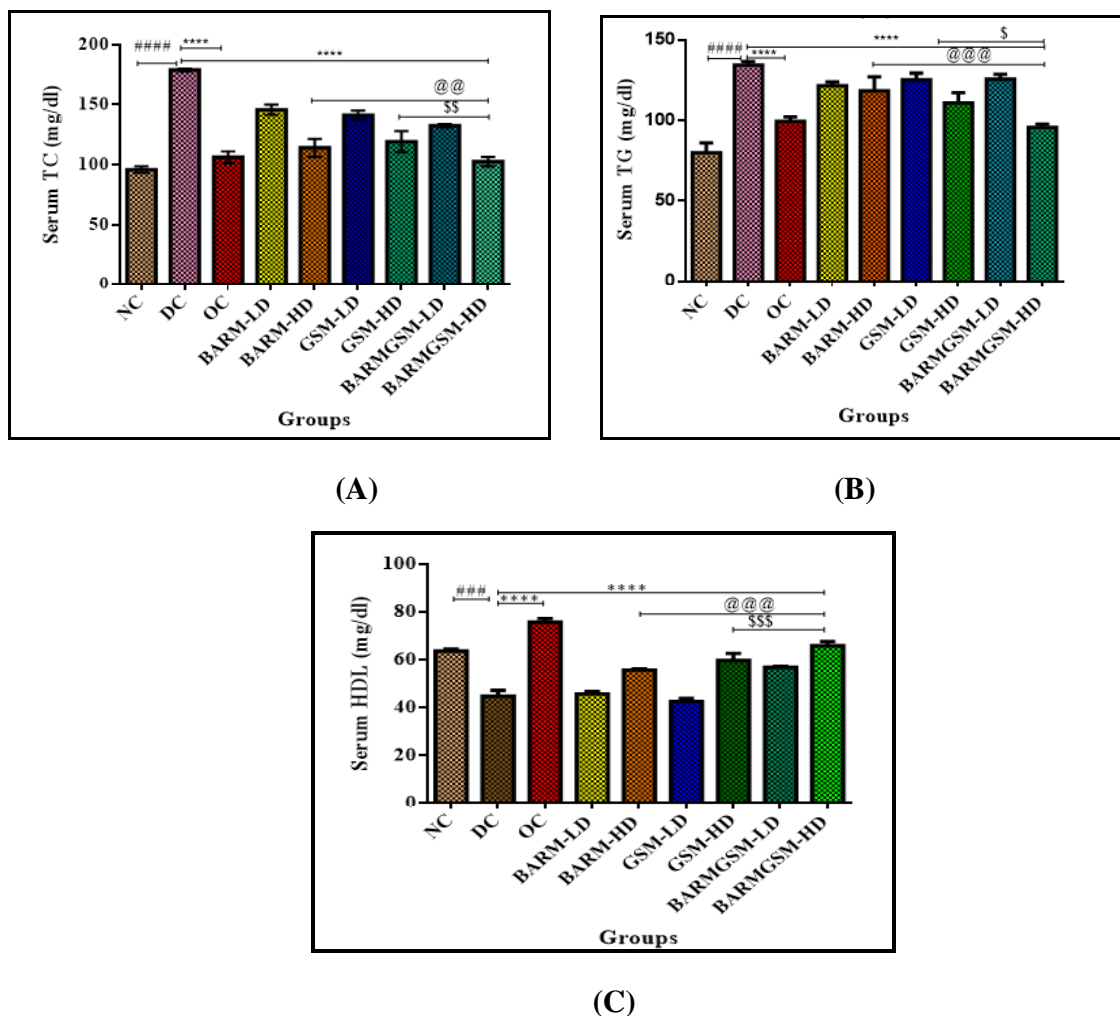 Serum TC (mg/dl)
200
150
100
50
0
####
****
****
@@
$$
NC
DC
OC
BARM-LD
BARM-HD
GSM-LD
GSM-HD
BARMGSM-LD
BARMGSM-HD
Groups
(A)
Serum TG (mg/dl)
150
100
50
0
####
****
****
$
@@@
NC
DC
OC
BARM-LD
BARM-HD
GSM-LD
GSM-HD
BARMGSM-LD
BARMGSM-HD
Groups
(B)
Serum HDL (mg/dl)
100
80
60
40
20
0
###
****
****
@@@
$$$
NC
DC
OC
BARM-LD
BARM-HD
GSM-LD
GSM-HD
BARMGSM-LD
BARMGSM-HD
Groups
(C)